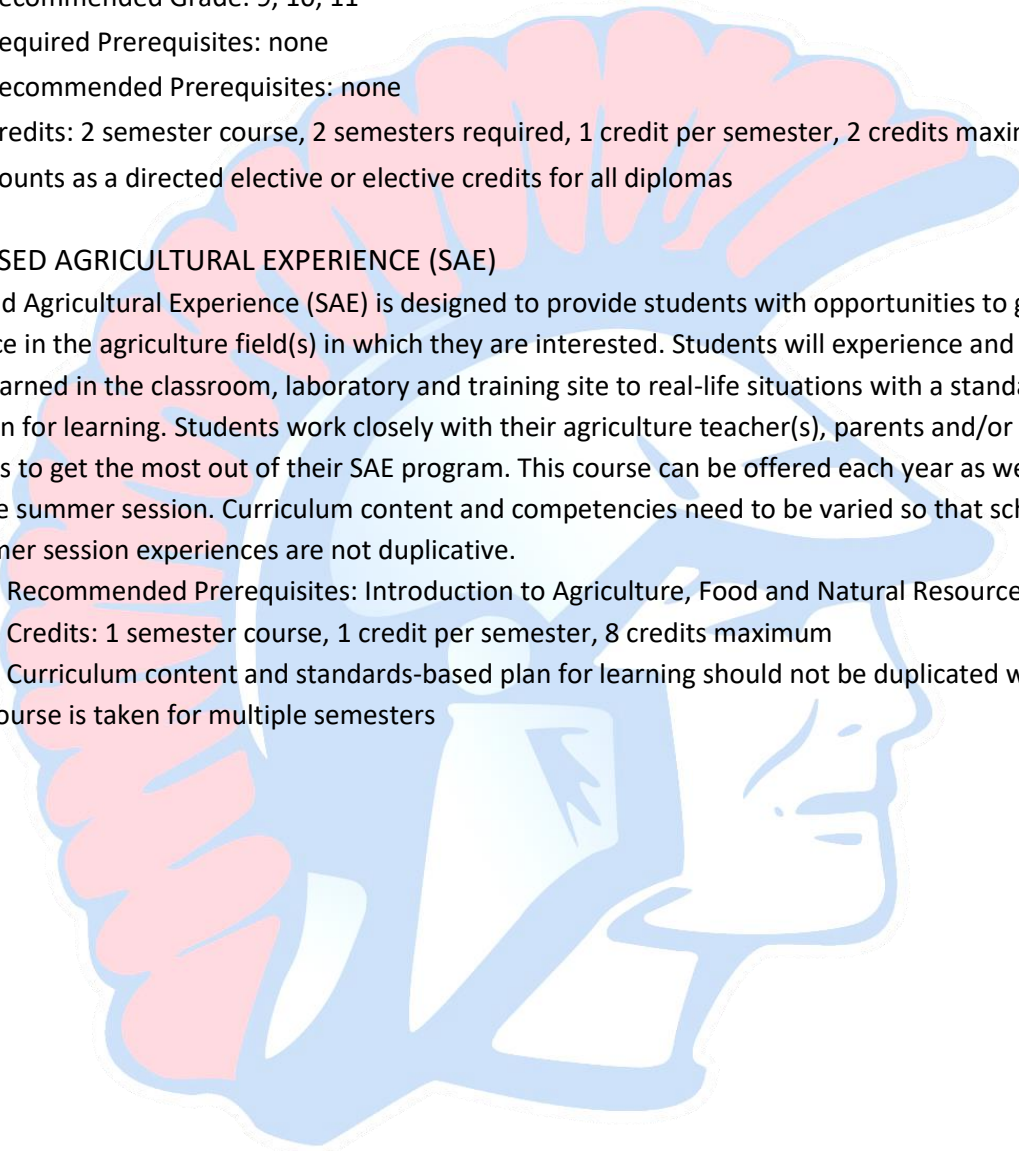 ecommended Grade: 9, 10, 11
equired Prerequisites: none
ecommended Prerequisites: none
redits: 2 semester course, 2 semesters required, 1 credit per semester, 2 credits maxim
ounts as a directed elective or elective credits for all diplomas
SED AGRICULTURAL EXPERIENCE (SAE)
d Agricultural Experience (SAE) is designed to provide students with opportunities to g
ce in the agriculture field(s) in which they are interested. Students will experience and
arned in the classroom, laboratory and training site to real-life situations with a standa
n for learning. Students work closely with their agriculture teacher(s), parents and/or
s to get the most out of their SAE program. This course can be offered each year as we
e summer session. Curriculum content and competencies need to be varied so that sch
mer session experiences are not duplicative.
Recommended Prerequisites: Introduction to Agriculture, Food and Natural Resource
Credits: 1 semester course, 1 credit per semester, 8 credits maximum
Curriculum content and standards-based plan for learning should not be duplicated w
ourse is taken for multiple semesters